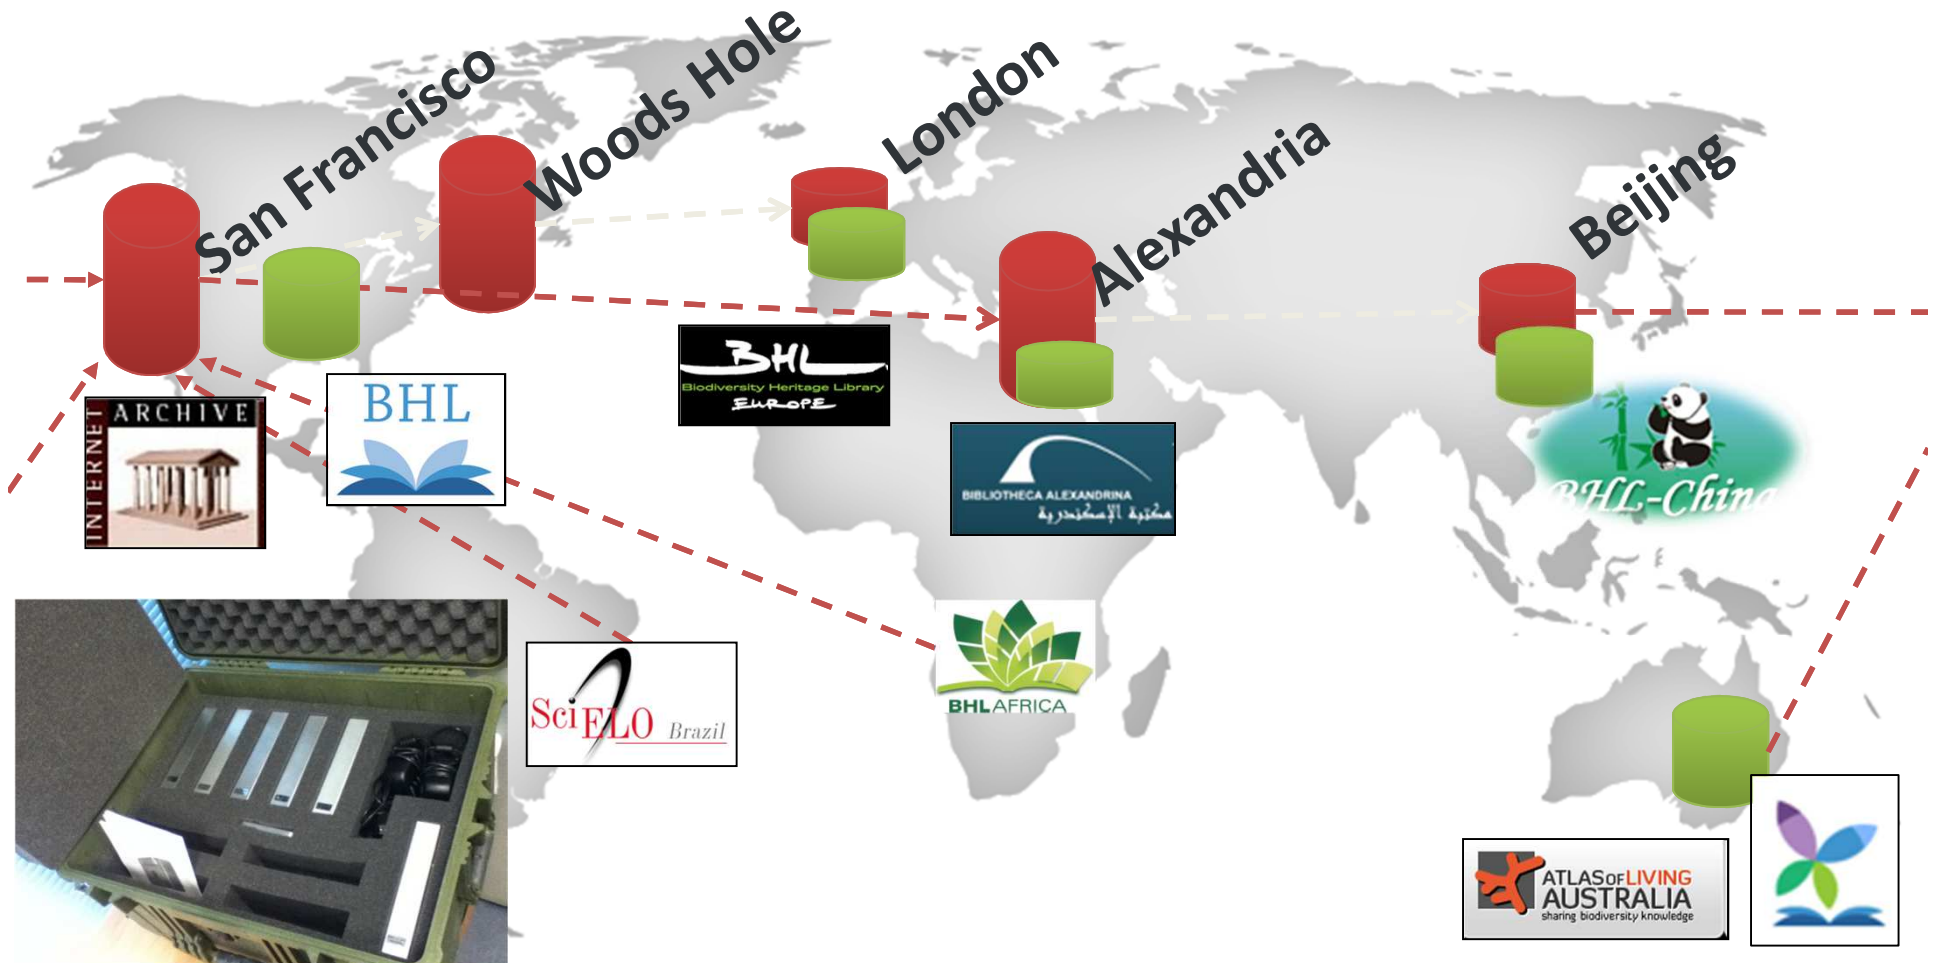 San Francisco
Woods Hole
London
Alexandria
Beijing
INTERNET
ARCHIVE
BHL
BHL
Biodiversity Heritage Library
EUROPE
BIBLIOTHECA ALEXANDRINA
مكتبة الإسكندرية
BHL-China
SciELO Brazil
BHL AFRICA
ATLAS OF LIVING
AUSTRALIA
sharing biodiversity knowledge